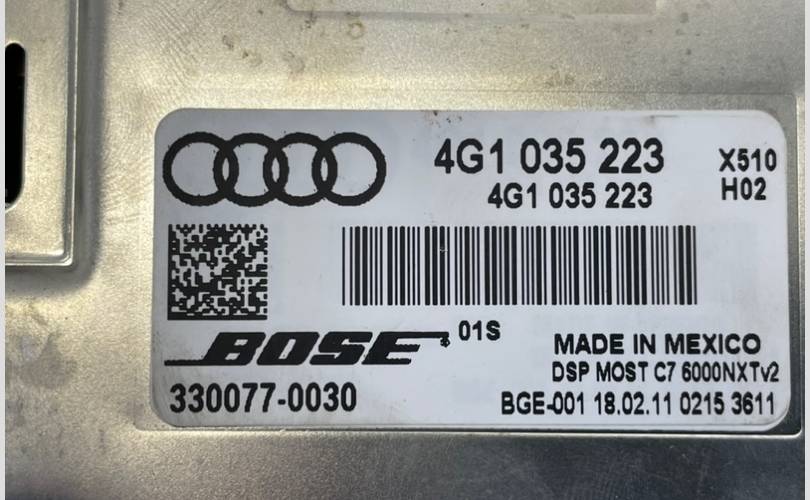 4G1 035 223
4G1 035 223
X510
H02
BOSE 01S
330077-0030
MADE IN MEXICO
DSP MOST C7 6000NXTv2
BGE-001 18.02.11 0215 3611